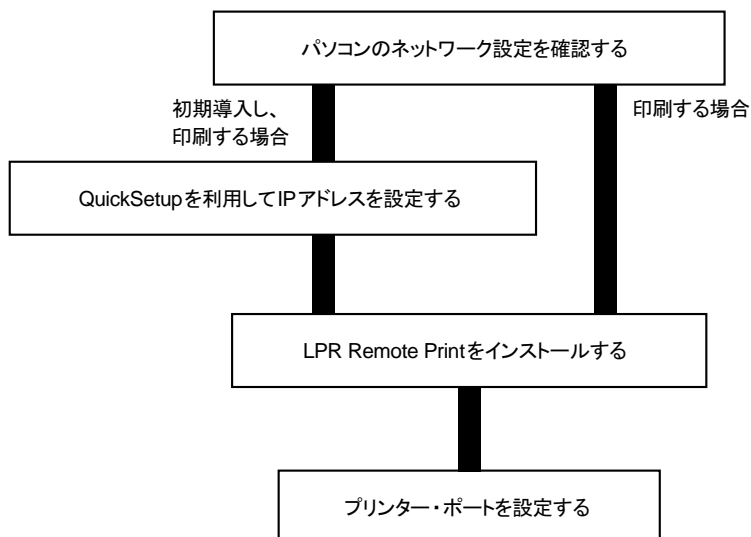 パソコンのネットワーク設定を確認する
初期導入し、
印刷する場合
印刷する場合
QuickSetupを利用してIPアドレスを設定する
LPR Remote Printをインストールする
プリンター・ポートを設定する